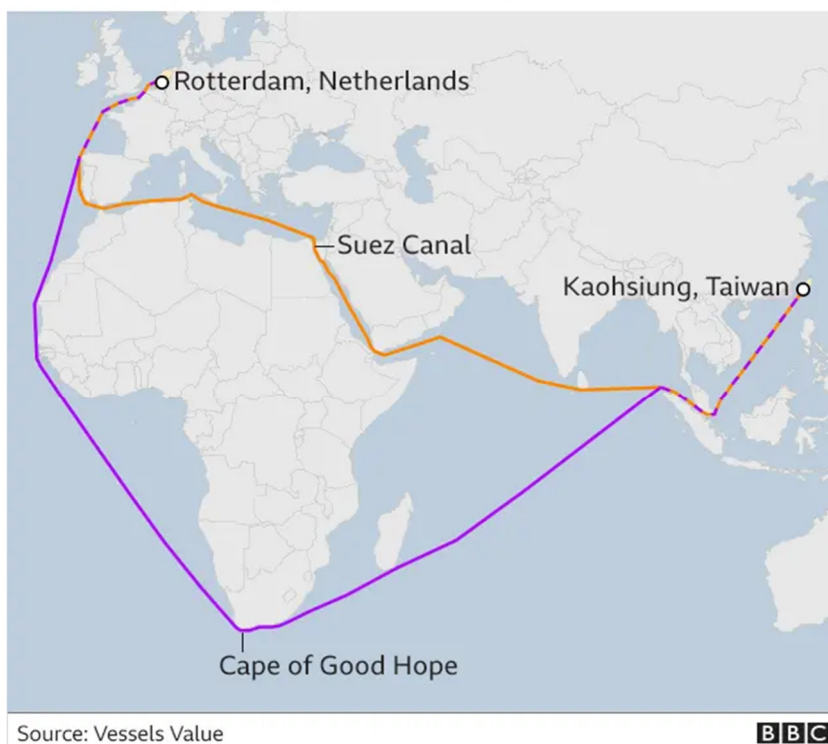 Rotterdam, Netherlands
Suez Canal
Kaohsiung, Taiwan
Cape of Good Hope
Source: Vessels Value
BBC